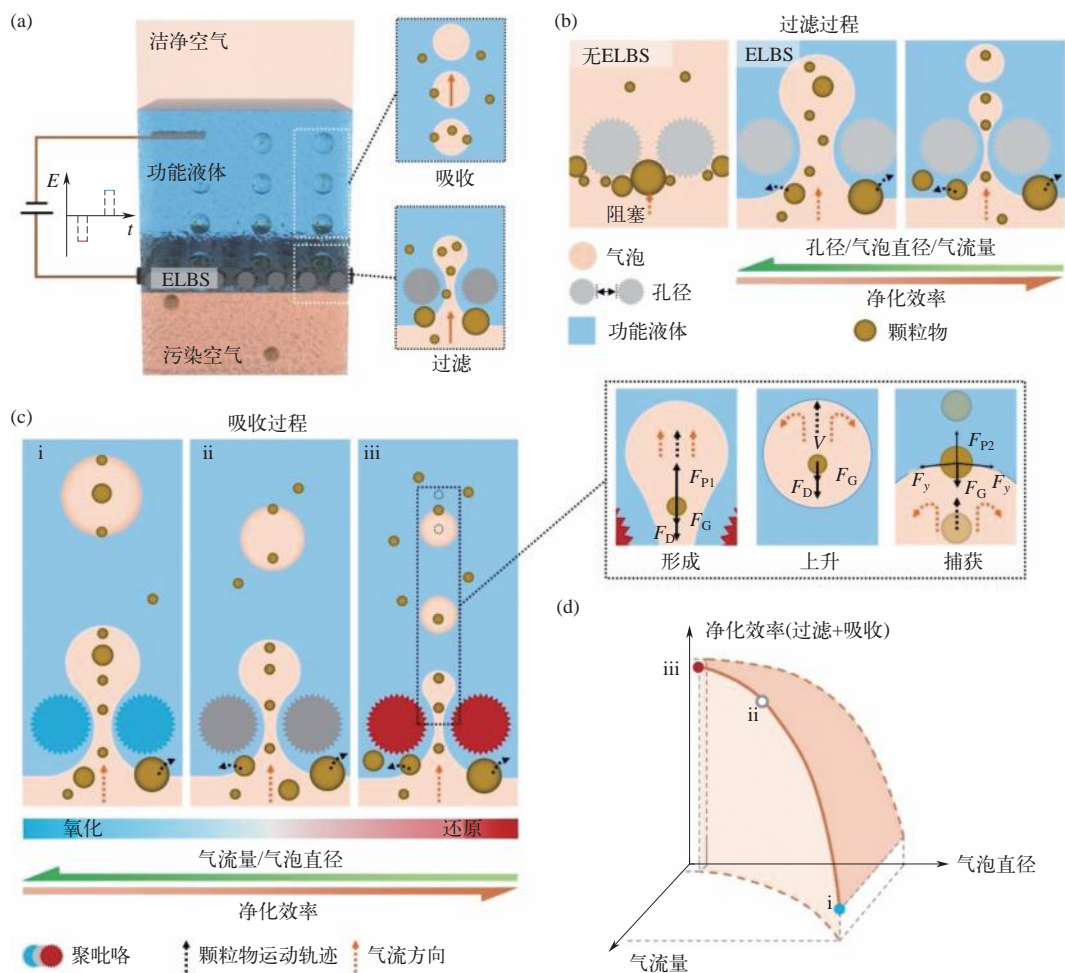 (a)
洁净空气
功能液体
E
t
ELBS
污染空气
吸收
过滤
(b)
过滤过程
无ELBS
ELBS
阻塞
气泡
孔径
功能液体
孔径/气泡直径/气流量
净化效率
颗粒物
(c)
吸收过程
i
ii
iii
氧化
还原
气流量/气泡直径
净化效率
聚吡咯
颗粒物运动轨迹
气流方向
F_P1
F_D
F_G
形成
V
F_D
F_G
上升
F_P2
F_y
F_G
F_y
捕获
(d)
净化效率(过滤+吸收)
iii
ii
i
气泡直径
气流量